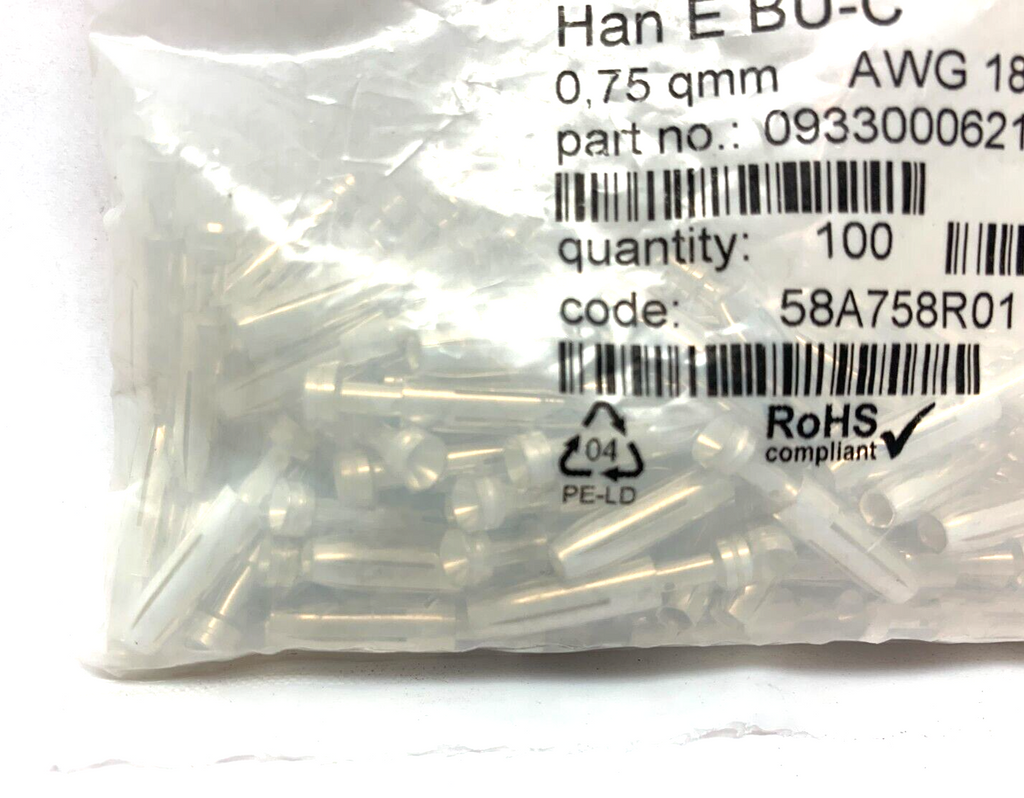 Han E BU-C
0,75 qmm AWG 18
part no.: 0933000621
quantity: 100
code: 58A758R01
04
PE-LD
RoHS
compliant